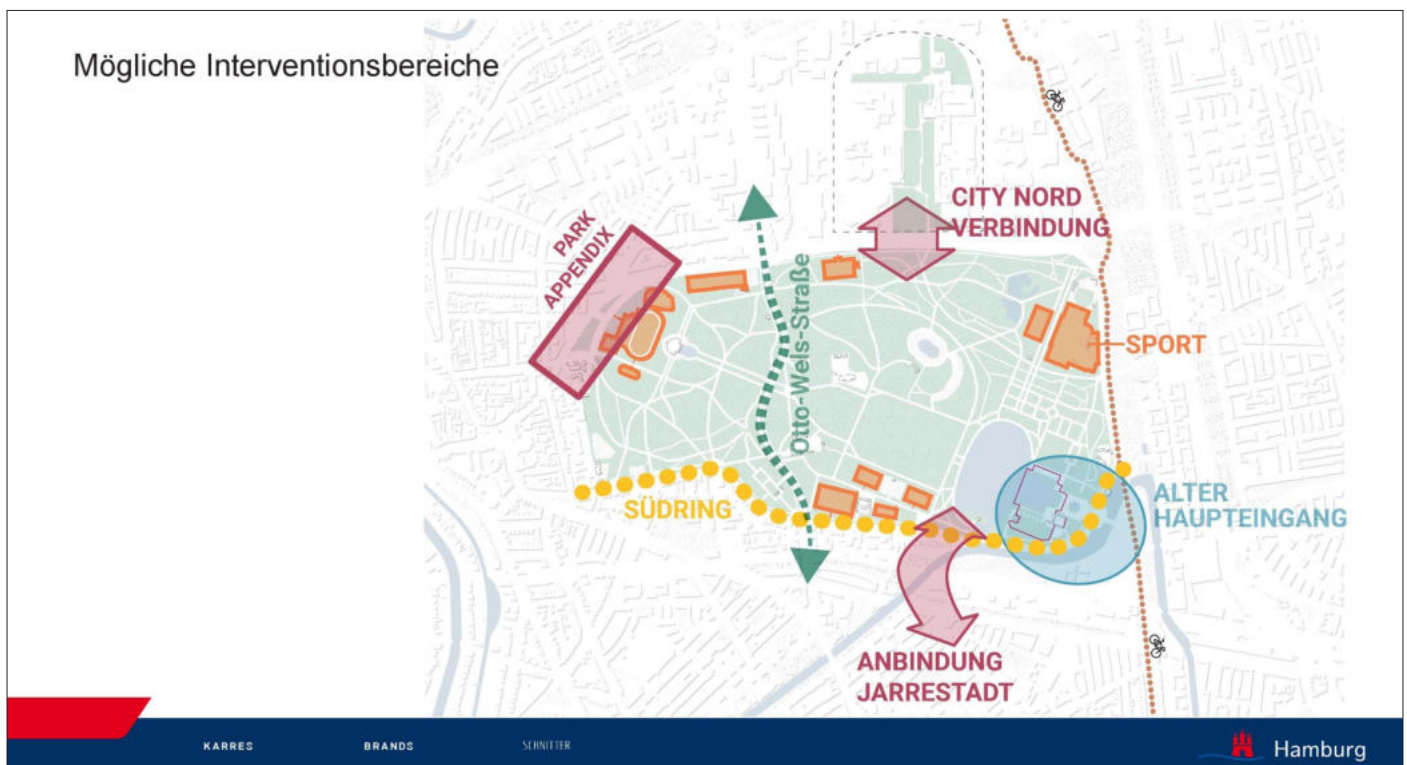 Mögliche Interventionsbereiche
CITY NORD
VERBINDUNG
PARK
APPENDIX
Otto-Wels-Straße
SPORT
SÜDRING
ALTER
HAUPTEINGANG
ANBINDUNG
JARRESTADT
KARRES BRANDS SCHNITTER Hamburg